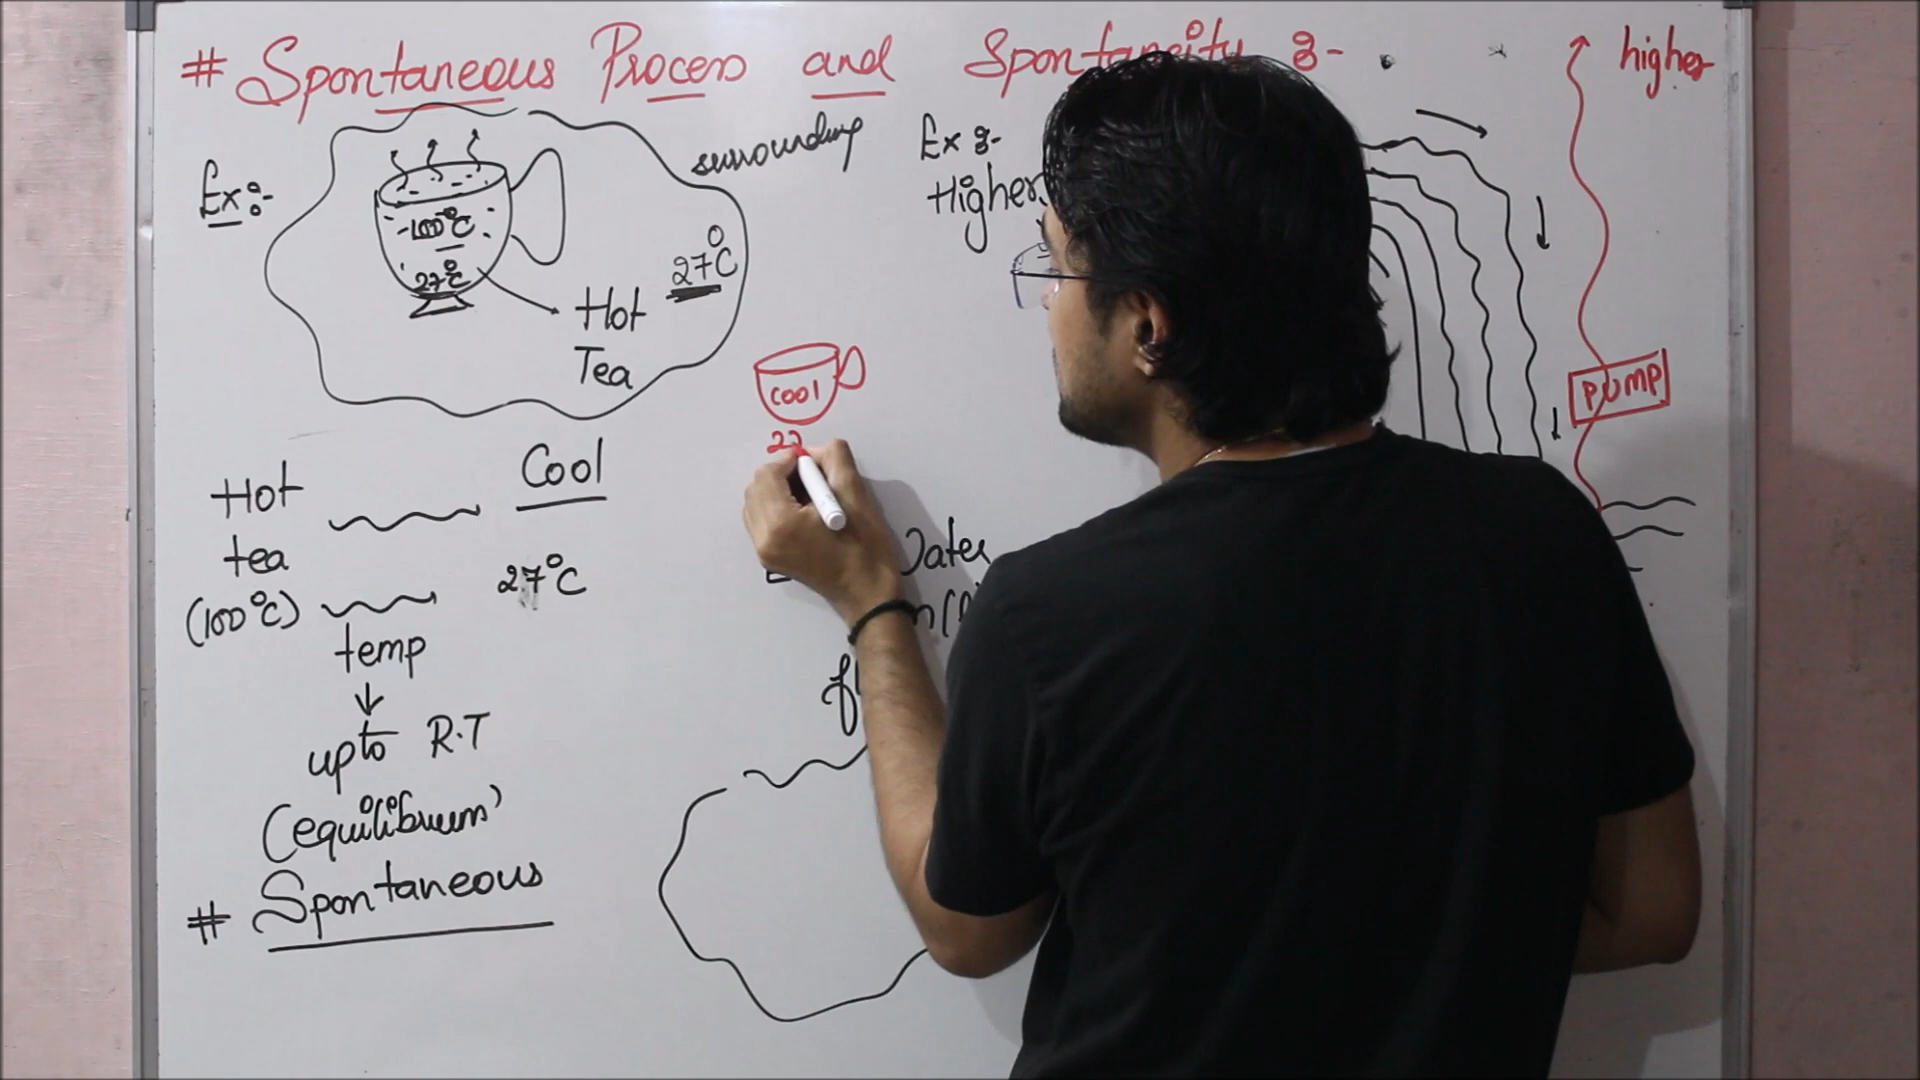 # Spontaneous Process and Spontaneity :-
Ex:-
100°C
27°C
Hot
Tea
27°C
surrounding
Hot
tea
(100°C)
Cool
27°C
temp
↓
upto R.T
(equilibrium)
# Spontaneous
cool
27
Ex :-
Higher
higher
PUMP